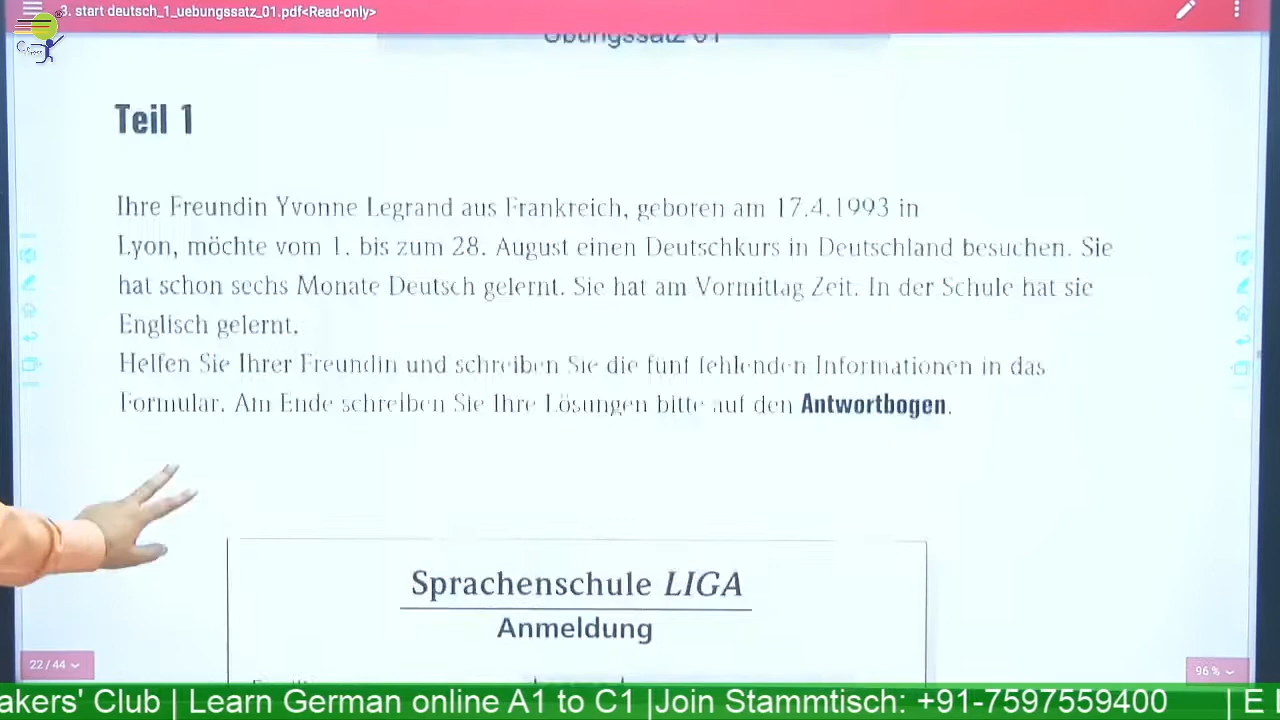 3. start deutsch_1_uebungssatz_01.pdf<Read-only>
Übungssatz 01
Teil 1
Ihre Freundin Yvonne Legrand aus Frankreich, geboren am 17.4.1993 in
Lyon, möchte vom 1. bis zum 28. August einen Deutschkurs in Deutschland besuchen. Sie
hat schon sechs Monate Deutsch gelernt. Sie hat am Vormittag Zeit. In der Schule hat sie
Englisch gelernt.
Helfen Sie Ihrer Freundin und schreiben Sie die fünf fehlenden Informationen in das
Formular. Am Ende schreiben Sie Ihre Lösungen bitte auf den Antwortbogen.
Sprachenschule LIGA
Anmeldung
22 / 44
96 %
akers' Club | Learn German online A1 to C1 |Join Stammtisch: +91-7597559400 | E L